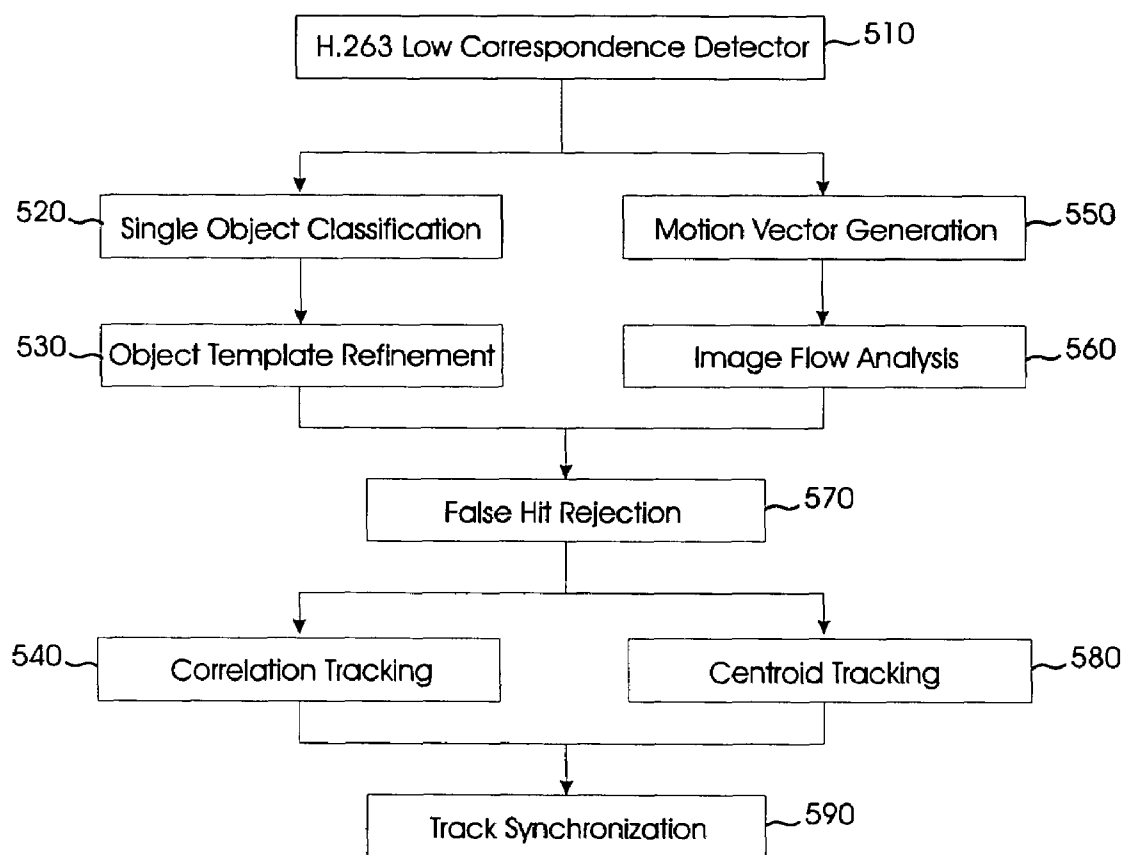 H.263 Low Correspondence Detector 510
520 Single Object Classification
Motion Vector Generation 550
530 Object Template Refinement
Image Flow Analysis 560
False Hit Rejection 570
540 Correlation Tracking
Centroid Tracking 580
Track Synchronization 590